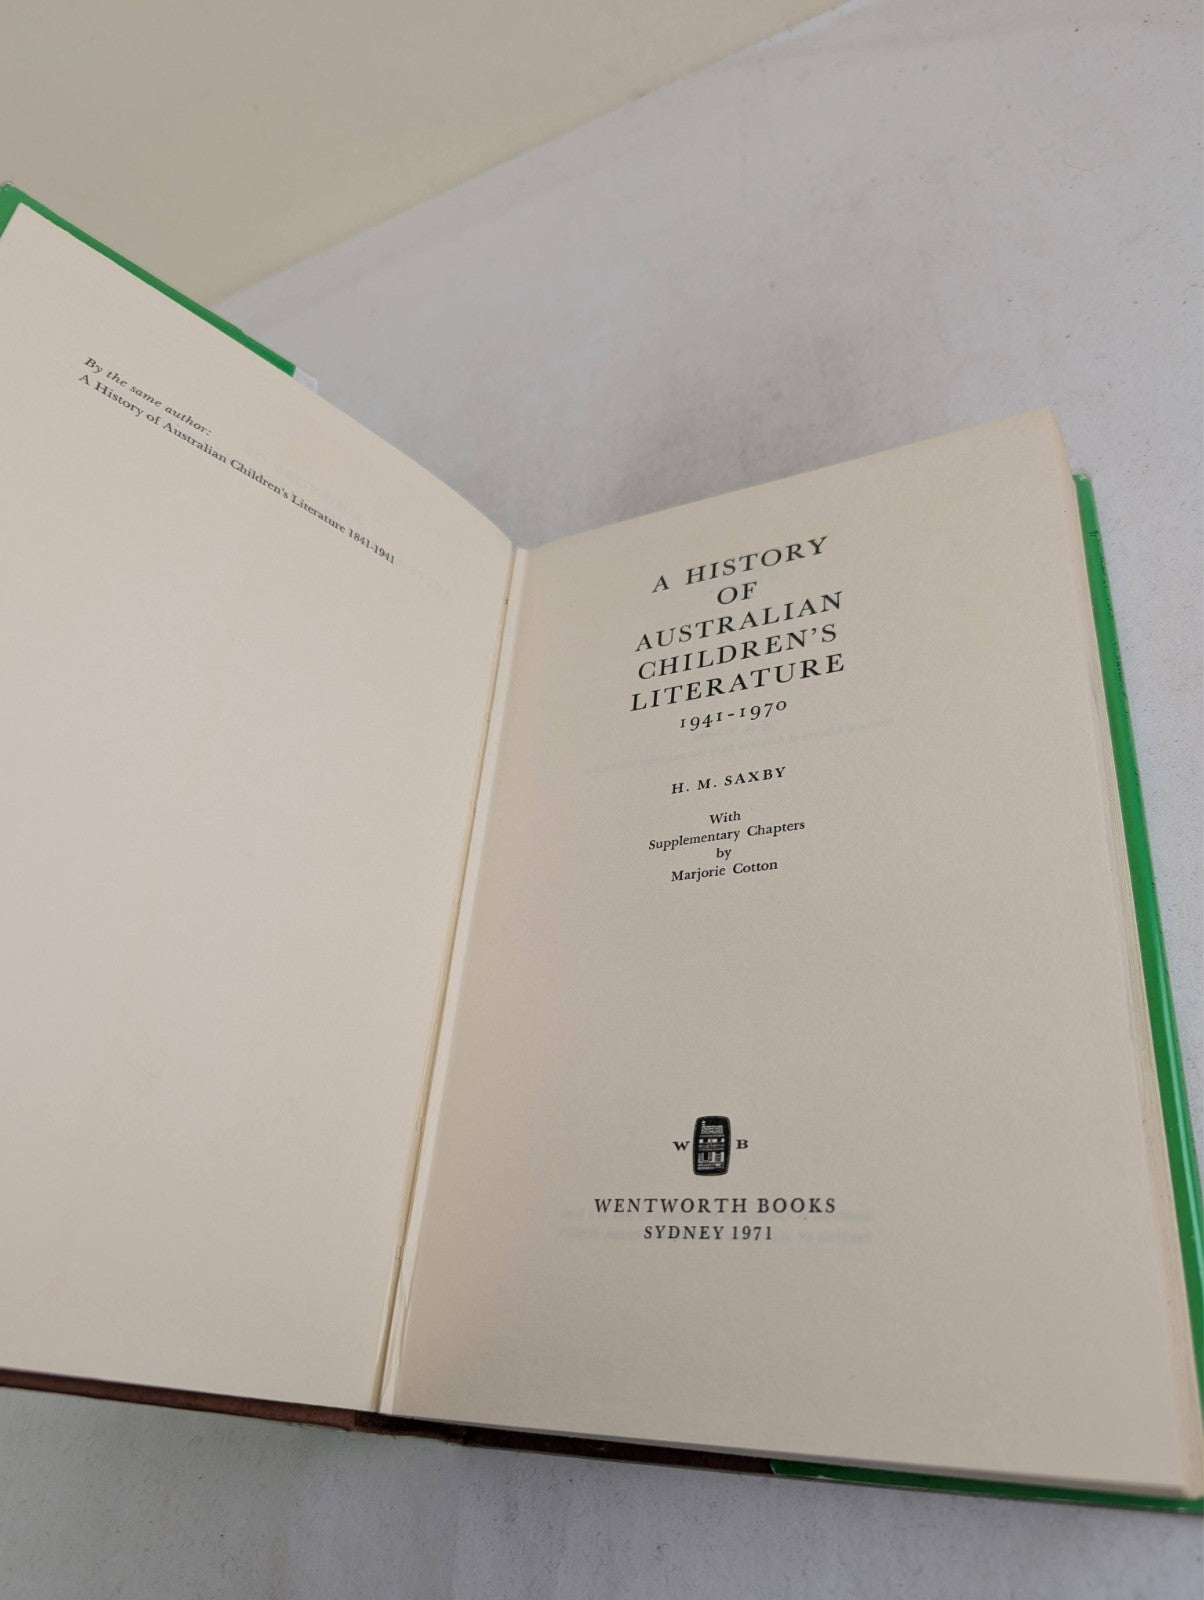 By the same author:
A History of Australian Children's Literature 1841-1941
A HISTORY
OF
AUSTRALIAN
CHILDREN'S
LITERATURE
1941-1970
H. M. SAXBY
With
Supplementary Chapters
by
Marjorie Cotton
W B
WENTWORTH BOOKS
SYDNEY 1971